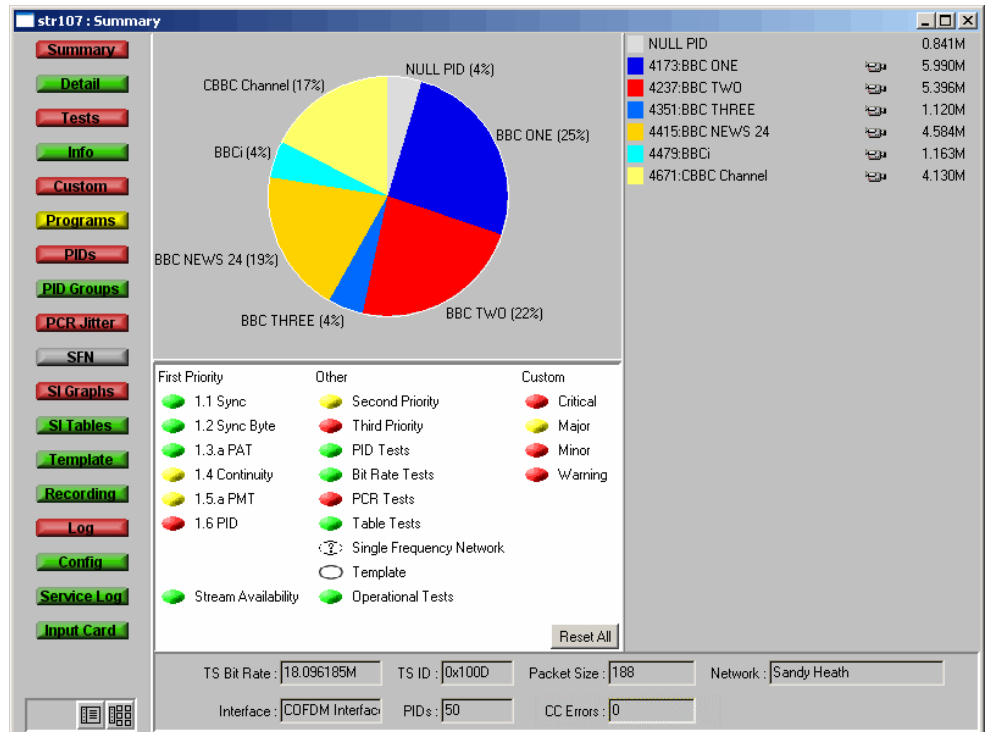 str107 : Summary
Summary
Detail
Tests
Info
Custom
Programs
PIDs
PID Groups
PCR Jitter
SFN
SI Graphs
SI Tables
Template
Recording
Log
Config
Service Log
Input Card
NULL PID (4%)
CBBC Channel (17%)
BBC ONE (25%)
BBCi (4%)
BBC NEWS 24 (19%)
BBC TWO (22%)
BBC THREE (4%)
NULL PID 0.841M
4173:BBC ONE 5.990M
4237:BBC TWO 5.396M
4351:BBC THREE 1.120M
4415:BBC NEWS 24 4.584M
4479:BBCi 1.163M
4671:CBBC Channel 4.130M
First Priority Other Custom
1.1 Sync Second Priority Critical
1.2 Sync Byte Third Priority Major
1.3.a PAT PID Tests Minor
1.4 Continuity Bit Rate Tests Warning
1.5.a PMT PCR Tests
1.6 PID Table Tests
? Single Frequency Network
Template
Stream Availability Operational Tests
Reset All
TS Bit Rate : 18.096185M TS ID : 0x100D Packet Size : 188 Network : Sandy Heath
Interface : COFDM Interfac PIDs : 50 CC Errors : 0